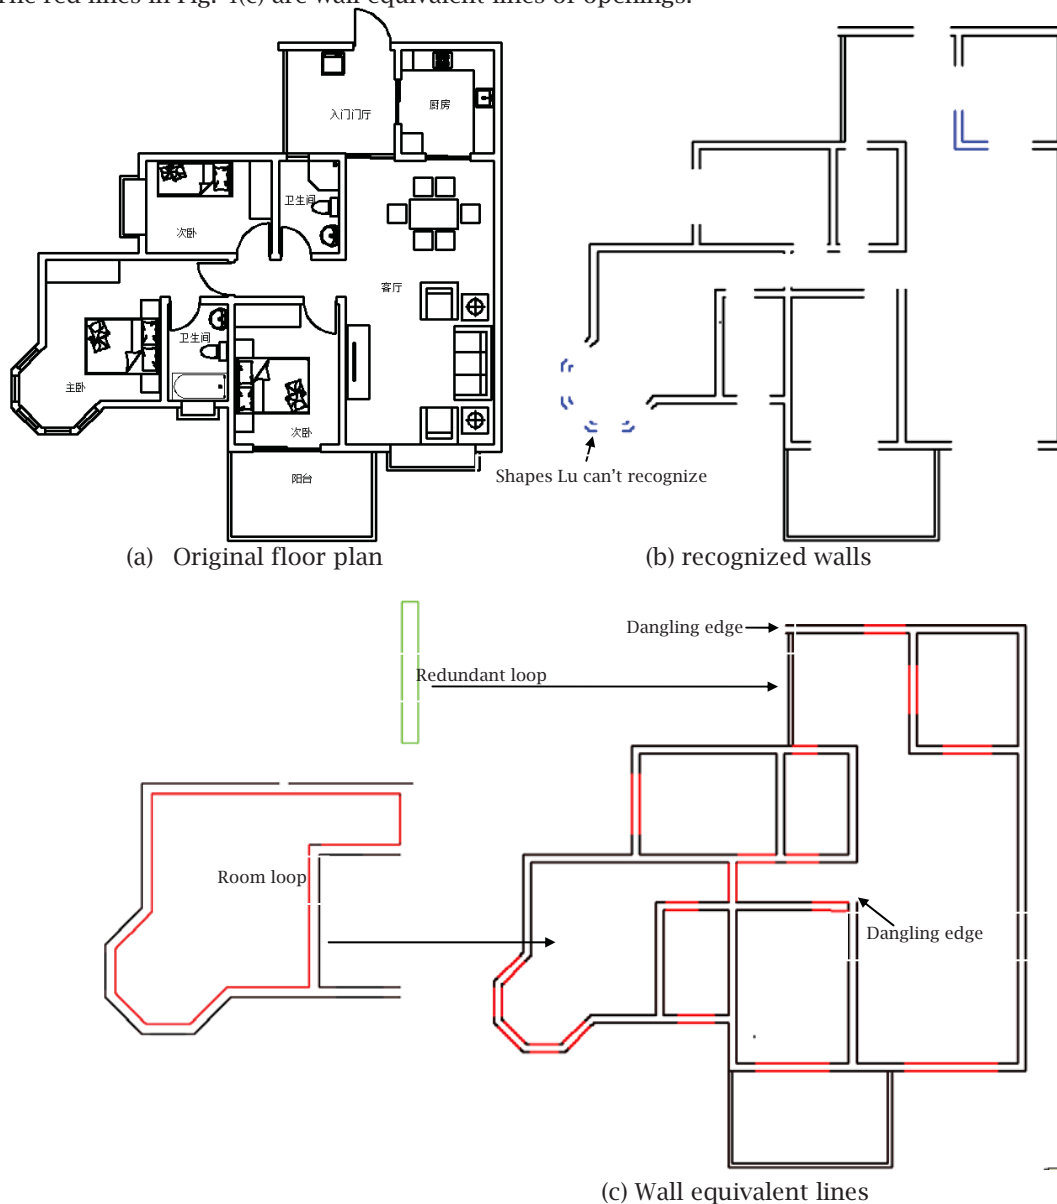 The red lines in Fig. 4(c) are wall equivalent lines of openings.
入门门厅
厨房
卫生间
次卧
客厅
卫生间
主卧
次卧
阳台
Shapes Lu can't recognize
(a) Original floor plan
(b) recognized walls
Dangling edge
Redundant loop
Room loop
Dangling edge
(c) Wall equivalent lines